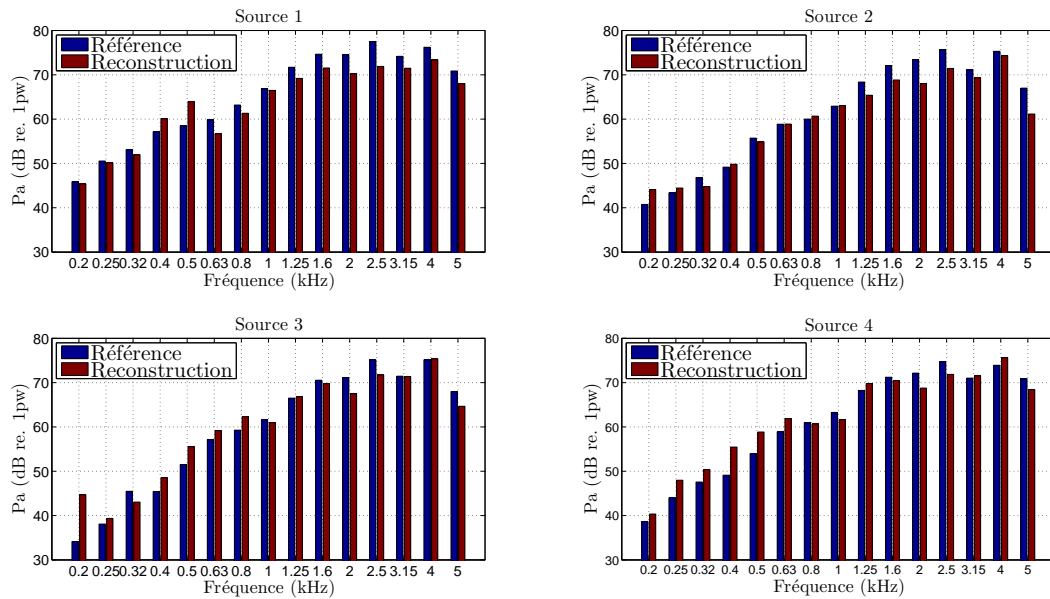 Source 1
80
70
60
50
40
30
Pa (dB re. 1pw)
Référence
Reconstruction
0.2 0.25 0.32 0.4 0.5 0.63 0.8 1 1.25 1.6 2 2.5 3.15 4 5
Fréquence (kHz)
Source 2
80
70
60
50
40
30
Pa (dB re. 1pw)
Référence
Reconstruction
0.2 0.25 0.32 0.4 0.5 0.63 0.8 1 1.25 1.6 2 2.5 3.15 4 5
Fréquence (kHz)
Source 3
80
70
60
50
40
30
Pa (dB re. 1pw)
Référence
Reconstruction
0.2 0.25 0.32 0.4 0.5 0.63 0.8 1 1.25 1.6 2 2.5 3.15 4 5
Fréquence (kHz)
Source 4
80
70
60
50
40
30
Pa (dB re. 1pw)
Référence
Reconstruction
0.2 0.25 0.32 0.4 0.5 0.63 0.8 1 1.25 1.6 2 2.5 3.15 4 5
Fréquence (kHz)